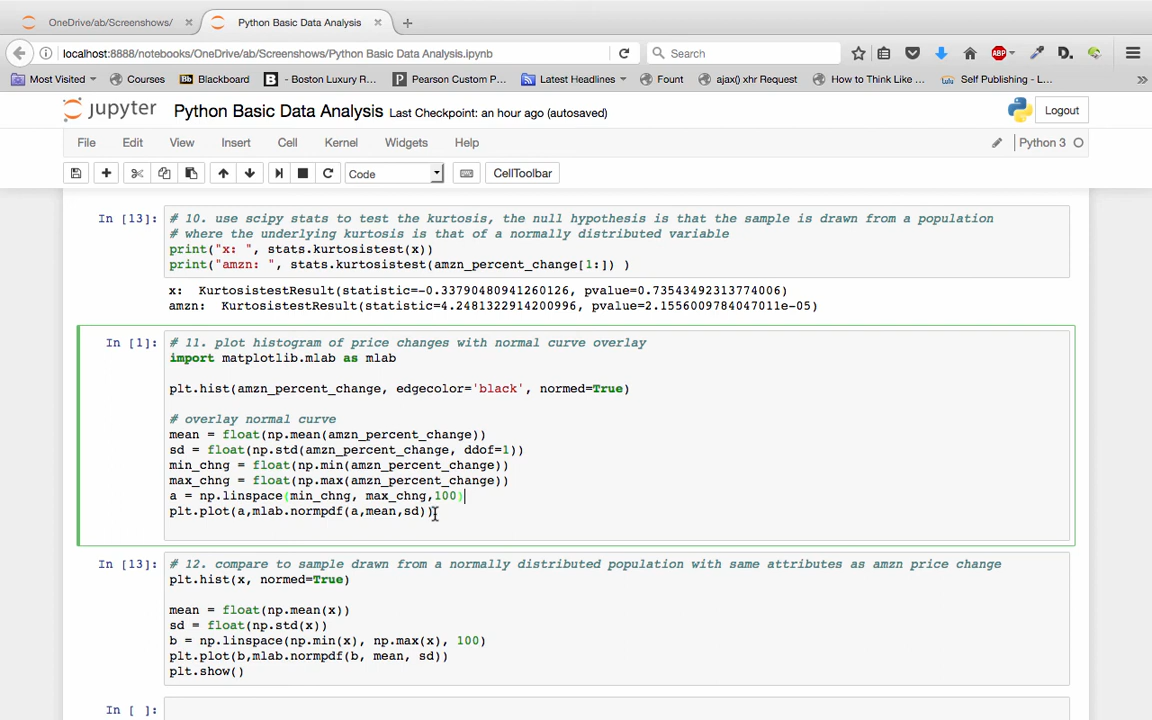 OneDrive/ab/Screenshows/ × Python Basic Data Analysis × +
localhost:8888/notebooks/OneDrive/ab/Screenshows/Python Basic Data Analysis.ipynb Search ABP D.
Most Visited Courses Bb Blackboard B - Boston Luxury R... P Pearson Custom P... Latest Headlines Fount ajax() xhr Request How to Think Like ... Lulu Self Publishing - L... »
jupyter Python Basic Data Analysis Last Checkpoint: an hour ago (autosaved) Logout
File Edit View Insert Cell Kernel Widgets Help Python 3
Code CellToolbar
In [13]: # 10. use scipy stats to test the kurtosis, the null hypothesis is that the sample is drawn from a population
# where the underlying kurtosis is that of a normally distributed variable
print("x: ", stats.kurtosistest(x))
print("amzn: ", stats.kurtosistest(amzn_percent_change[1:]) )
x:  KurtosistestResult(statistic=-0.33790480941260126, pvalue=0.73543492313774006)
amzn:  KurtosistestResult(statistic=4.2481322914200996, pvalue=2.1556009784047011e-05)
In [1]: # 11. plot histogram of price changes with normal curve overlay
import matplotlib.mlab as mlab
plt.hist(amzn_percent_change, edgecolor='black', normed=True)
# overlay normal curve
mean = float(np.mean(amzn_percent_change))
sd = float(np.std(amzn_percent_change, ddof=1))
min_chng = float(np.min(amzn_percent_change))
max_chng = float(np.max(amzn_percent_change))
a = np.linspace(min_chng, max_chng,100)
plt.plot(a,mlab.normpdf(a,mean,sd))
In [13]: # 12. compare to sample drawn from a normally distributed population with same attributes as amzn price change
plt.hist(x, normed=True)
mean = float(np.mean(x))
sd = float(np.std(x))
b = np.linspace(np.min(x), np.max(x), 100)
plt.plot(b,mlab.normpdf(b, mean, sd))
plt.show()
In [ ]: